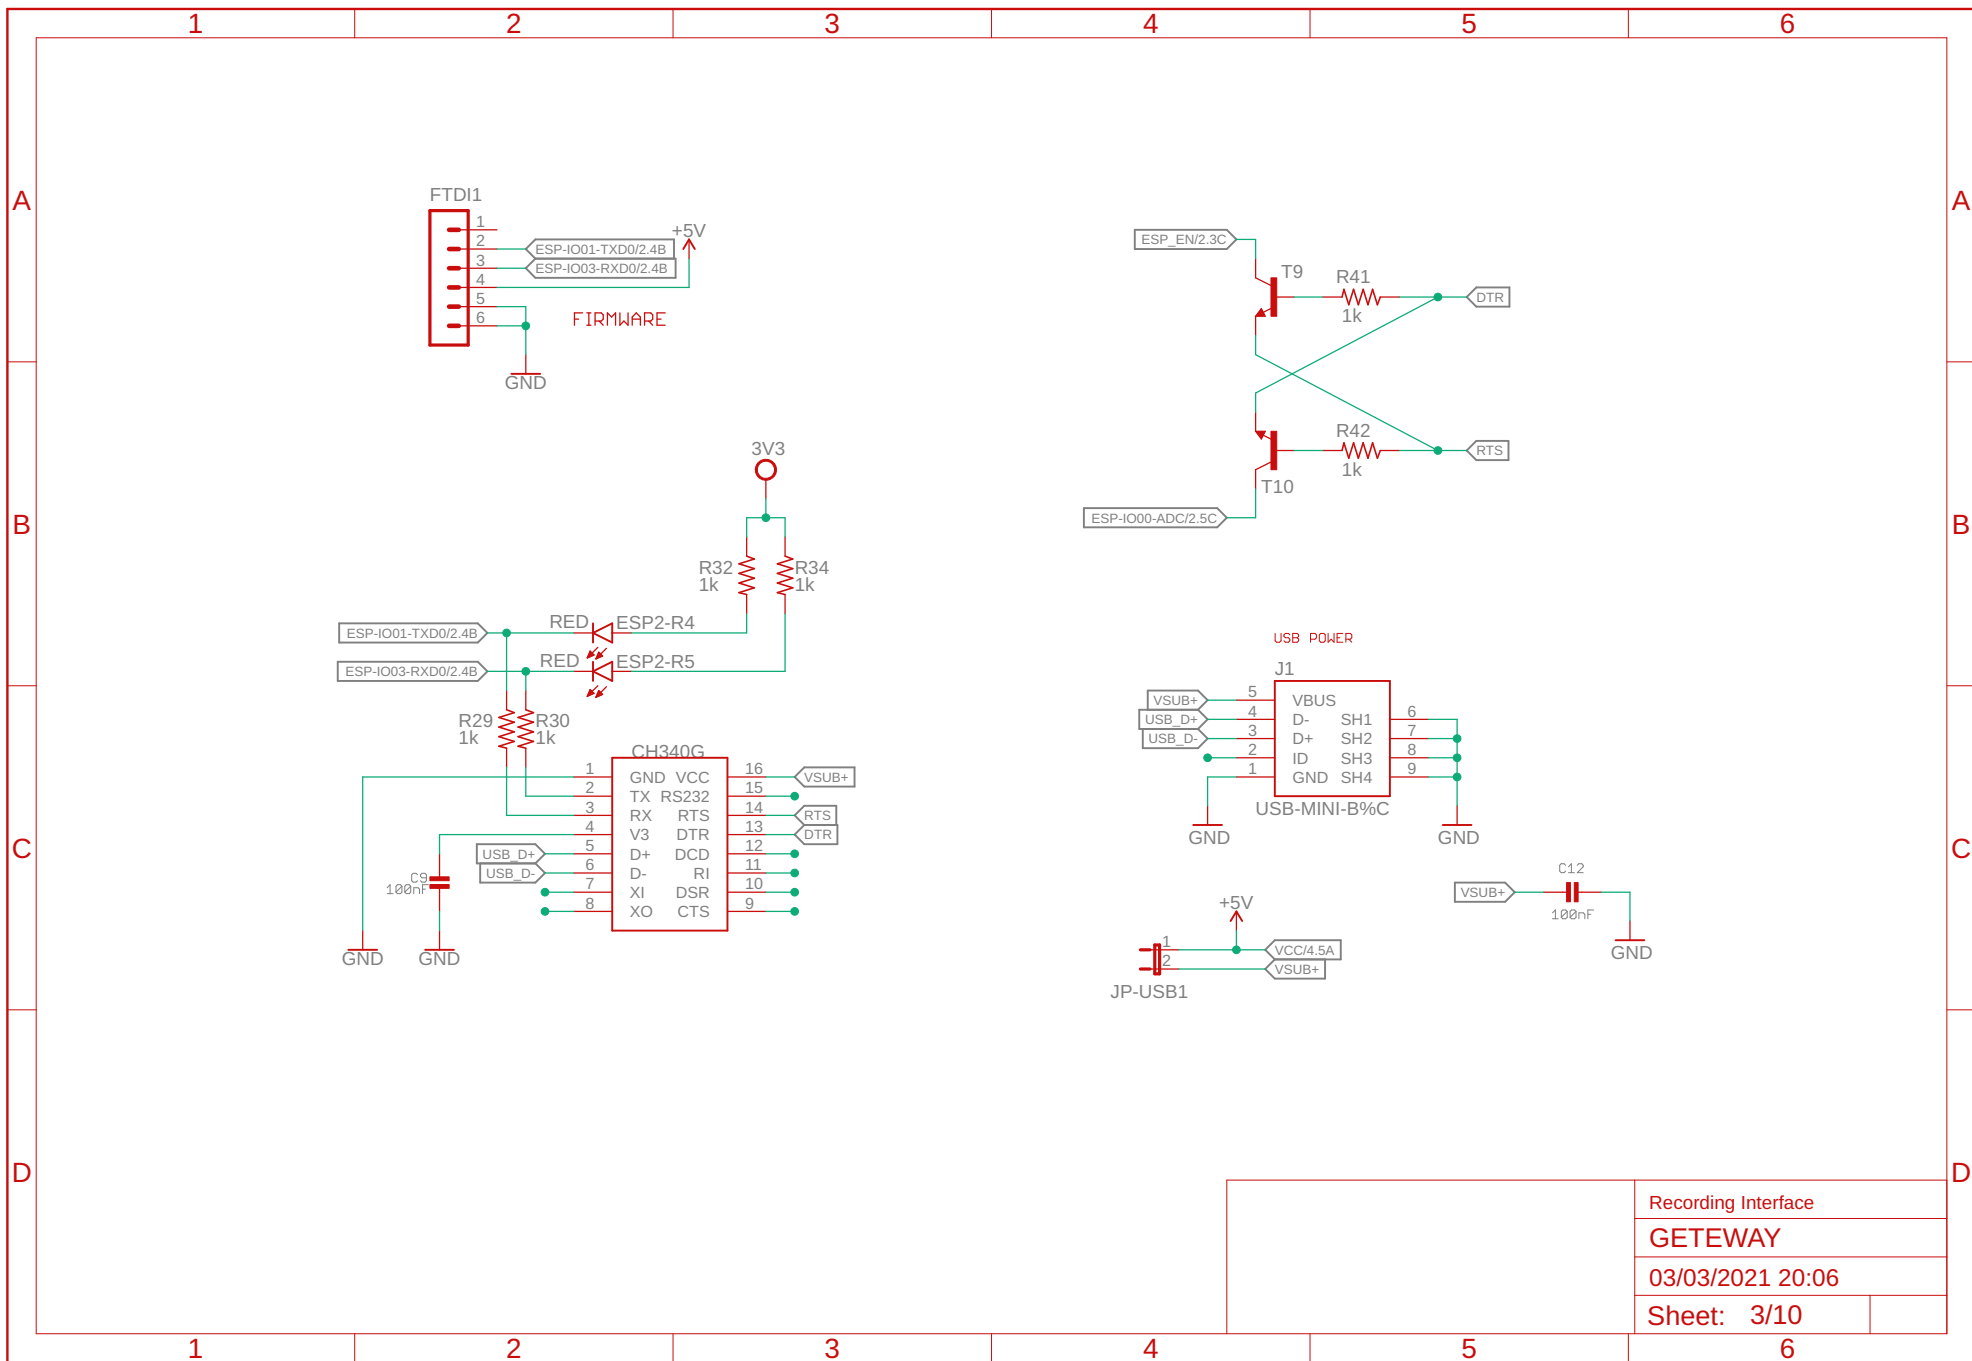 1 2 3 4 5 6
A A
FTDI1
1
2 ESP-IO01-TXD0/2.4B
3 ESP-IO03-RXD0/2.4B
4
5
6
+5V
FIRMWARE
GND
ESP_EN/2.3C
T9
R41
1k
DTR
R42
1k
RTS
T10
ESP-IO00-ADC/2.5C
B B
3V3
R32
1k
R34
1k
ESP-IO01-TXD0/2.4B RED ESP2-R4
ESP-IO03-RXD0/2.4B RED ESP2-R5
R29
1k
R30
1k
CH340G
1 GND VCC 16 VSUB+
2 TX RS232 15
3 RX RTS 14 RTS
4 V3 DTR 13 DTR
USB_D+ 5 D+ DCD 12
USB_D- 6 D- RI 11
7 XI DSR 10
8 XO CTS 9
C9
100nF
GND GND
USB POWER
J1
VSUB+ 5 VBUS
USB_D+ 4 D- SH1 6
USB_D- 3 D+ SH2 7
2 ID SH3 8
1 GND SH4 9
USB-MINI-B%C
GND GND
C C
C12
VSUB+
100nF
GND
+5V
1 VCC/4.5A
2 VSUB+
JP-USB1
D D
Recording Interface
GETEWAY
03/03/2021 20:06
Sheet: 3/10
1 2 3 4 5 6